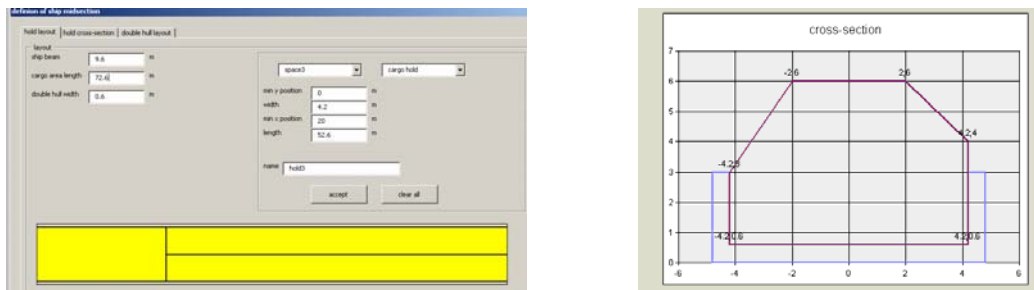 definion of ship midsection
hold layout hold cross-section double hull layout
layout
ship beam 9.6 m
cargo area length 72.6 m
double hull width 0.6 m
space3 cargo hold
min y position 0 m
width 4.2 m
min x position 20 m
length 52.6 m
name hold3
accept clear all
cross-section
7
-2;6 2;6
6
5
4.2;4
4
-4.2;3
3
2
1
-4.2;0.6 4.2;0.6
0
-6 -4 -2 0 2 4 6